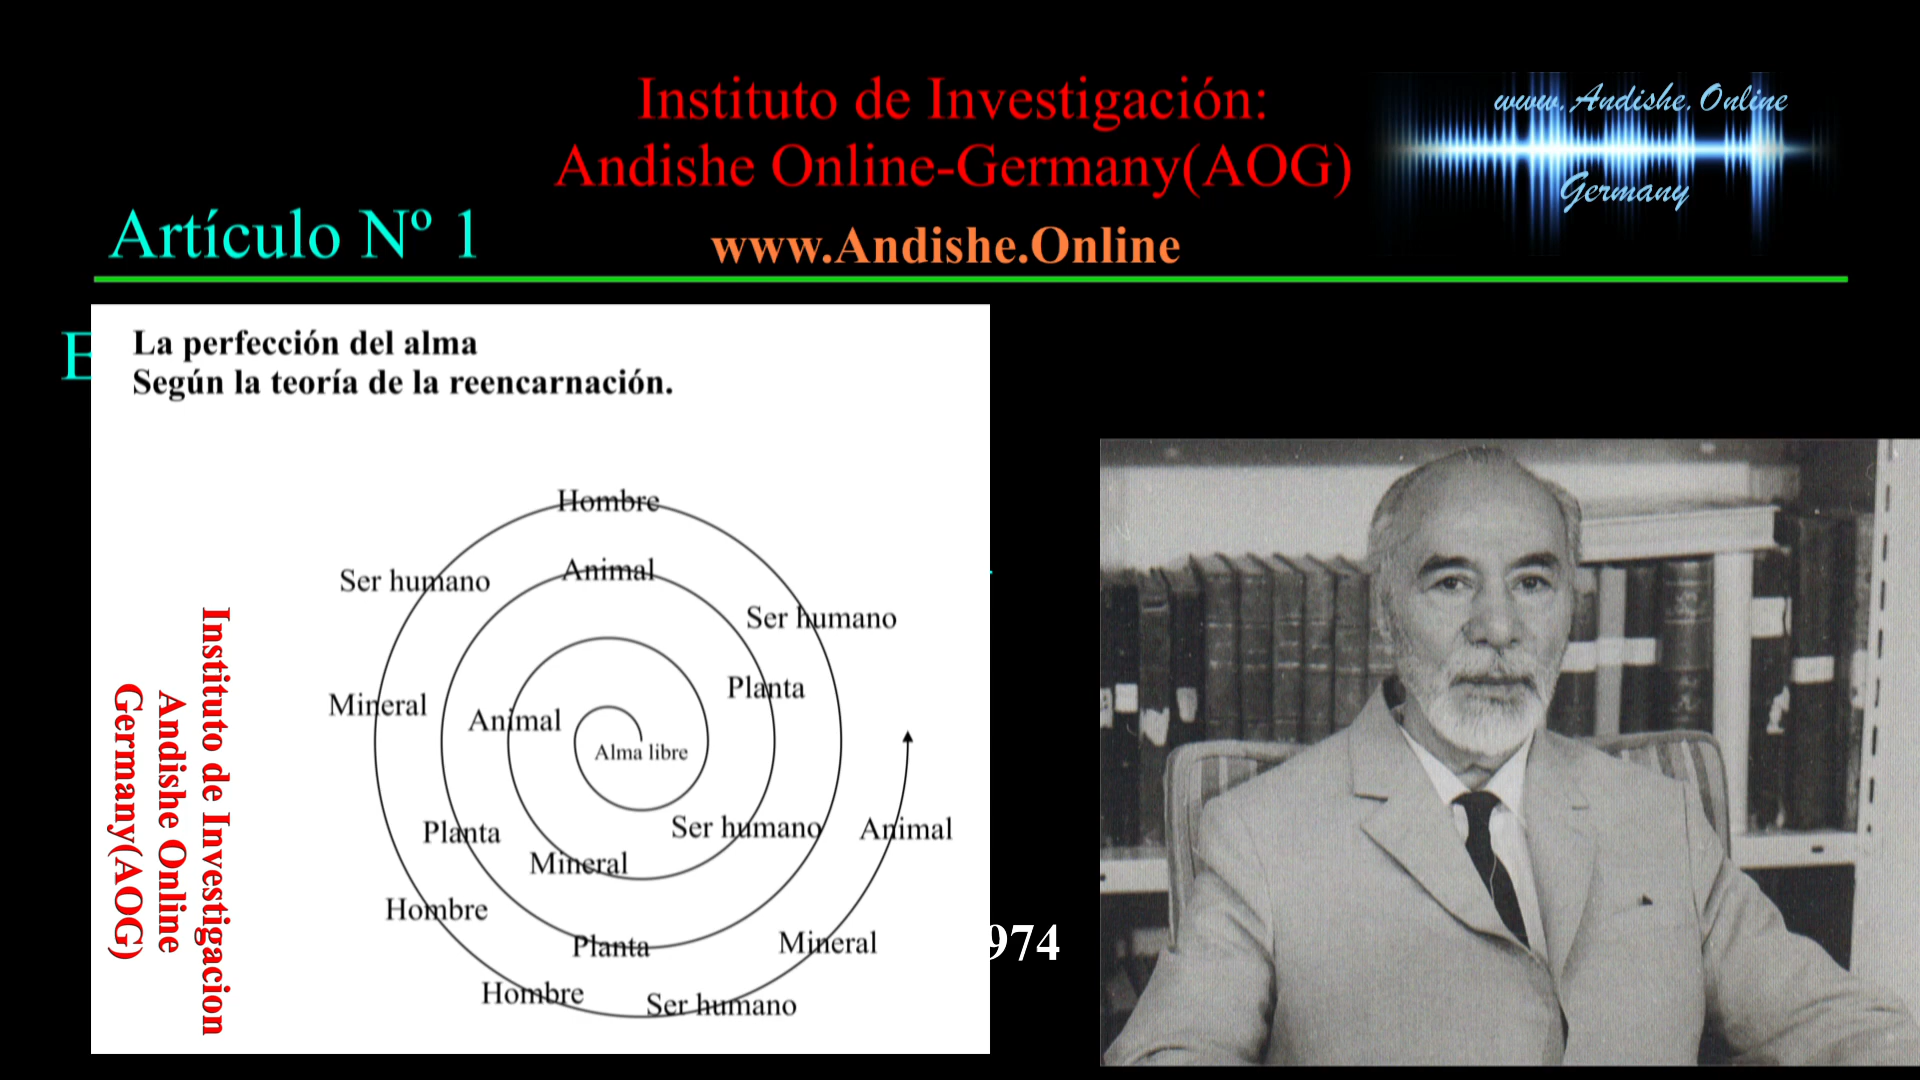 Instituto de Investigación:
Andishe Online-Germany(AOG)
www.Andishe.Online
www.Andishe.Online
Germany
Artículo Nº 1
E
La perfección del alma
Según la teoría de la reencarnación.
Hombre
Animal
Ser humano
Ser humano
Planta
Mineral
Animal
Alma libre
Planta
Ser humano
Animal
Mineral
Hombre
Planta
Mineral
Hombre
Ser humano
Instituto de Investigacion
Andishe Online
Germany(AOG)
974